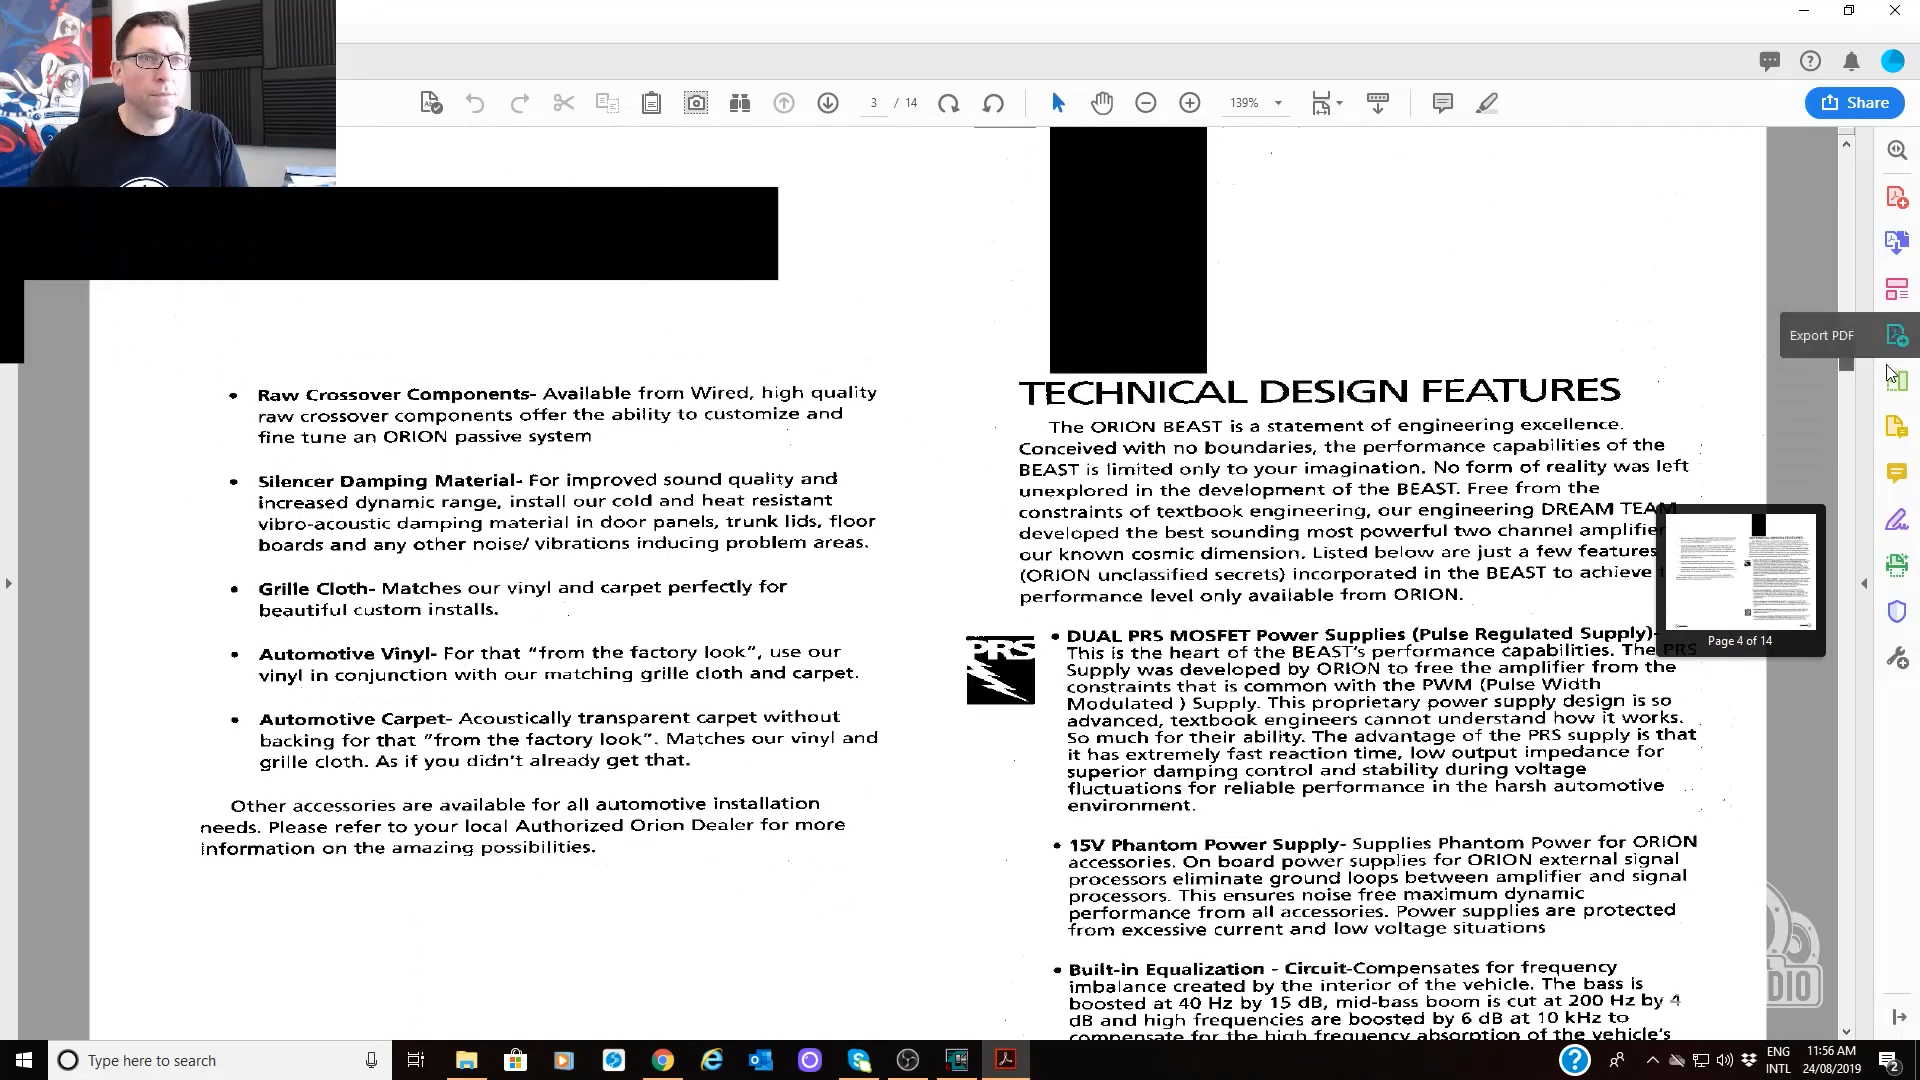 3 / 14
139%
Share
Export PDF
• Raw Crossover Components- Available from Wired, high quality
raw crossover components offer the ability to customize and
fine tune an ORION passive system
• Silencer Damping Material- For improved sound quality and
increased dynamic range, install our cold and heat resistant
vibro-acoustic damping material in door panels, trunk lids, floor
boards and any other noise/ vibrations inducing problem areas.
• Grille Cloth- Matches our vinyl and carpet perfectly for
beautiful custom installs.
• Automotive Vinyl- For that "from the factory look", use our
vinyl in conjunction with our matching grille cloth and carpet.
• Automotive Carpet- Acoustically transparent carpet without
backing for that "from the factory look". Matches our vinyl and
grille cloth. As if you didn't already get that.
Other accessories are available for all automotive installation
needs. Please refer to your local Authorized Orion Dealer for more
information on the amazing possibilities.
TECHNICAL DESIGN FEATURES
The ORION BEAST is a statement of engineering excellence.
Conceived with no boundaries, the performance capabilities of the
BEAST is limited only to your imagination. No form of reality was left
unexplored in the development of the BEAST. Free from the
constraints of textbook engineering, our engineering DREAM TEAM
developed the best sounding most powerful two channel amplifier
our known cosmic dimension. Listed below are just a few features
(ORION unclassified secrets) incorporated in the BEAST to achieve
performance level only available from ORION.
PRS
• DUAL PRS MOSFET Power Supplies (Pulse Regulated Supply)-
This is the heart of the BEAST's performance capabilities. The PRS
Supply was developed by ORION to free the amplifier from the
constraints that is common with the PWM (Pulse Width
Modulated ) Supply. This proprietary power supply design is so
advanced, textbook engineers cannot understand how it works.
So much for their ability. The advantage of the PRS supply is that
it has extremely fast reaction time, low output impedance for
superior damping control and stability during voltage
fluctuations for reliable performance in the harsh automotive
environment.
• 15V Phantom Power Supply- Supplies Phantom Power for ORION
accessories. On board power supplies for ORION external signal
processors eliminate ground loops between amplifier and signal
processors. This ensures noise free maximum dynamic
performance from all accessories. Power supplies are protected
from excessive current and low voltage situations
• Built-in Equalization - Circuit-Compensates for frequency
imbalance created by the interior of the vehicle. The bass is
boosted at 40 Hz by 15 dB, mid-bass boom is cut at 200 Hz by 4
dB and high frequencies are boosted by 6 dB at 10 kHz to
compensate for the high frequency absorption of the vehicle's
Page 4 of 14
Type here to search
ENG
INTL
11:56 AM
24/08/2019
2